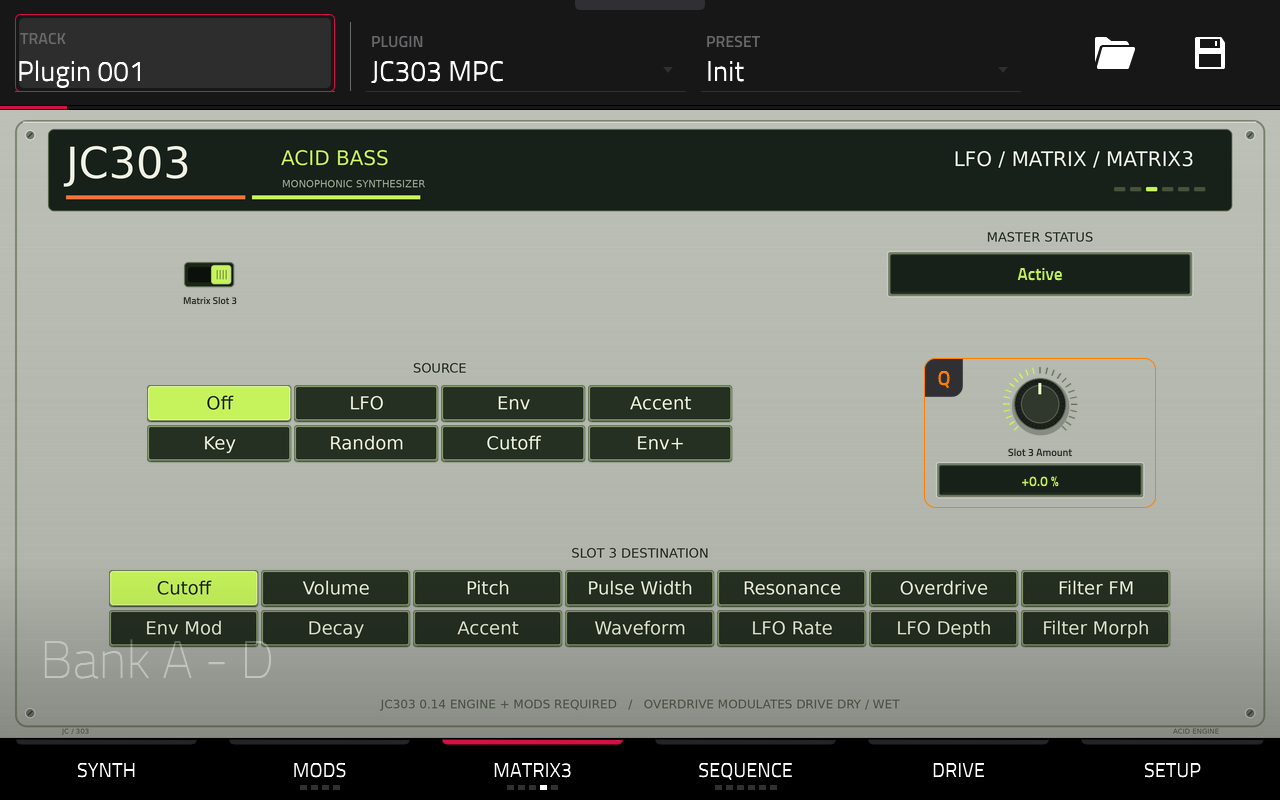 TRACK
Plugin 001
PLUGIN
JC303 MPC
PRESET
Init
JC303
ACID BASS
MONOPHONIC SYNTHESIZER
LFO / MATRIX / MATRIX3
MASTER STATUS
Active
Matrix Slot 3
SOURCE
Off LFO Env Accent
Key Random Cutoff Env+
Q
Slot 3 Amount
+0.0 %
SLOT 3 DESTINATION
Cutoff Volume Pitch Pulse Width Resonance Overdrive Filter FM
Env Mod Decay Accent Waveform LFO Rate LFO Depth Filter Morph
Bank A - D
JC303 0.14 ENGINE + MODS REQUIRED / OVERDRIVE MODULATES DRIVE DRY / WET
JC / 303
ACID ENGINE
SYNTH MODS MATRIX3 SEQUENCE DRIVE SETUP